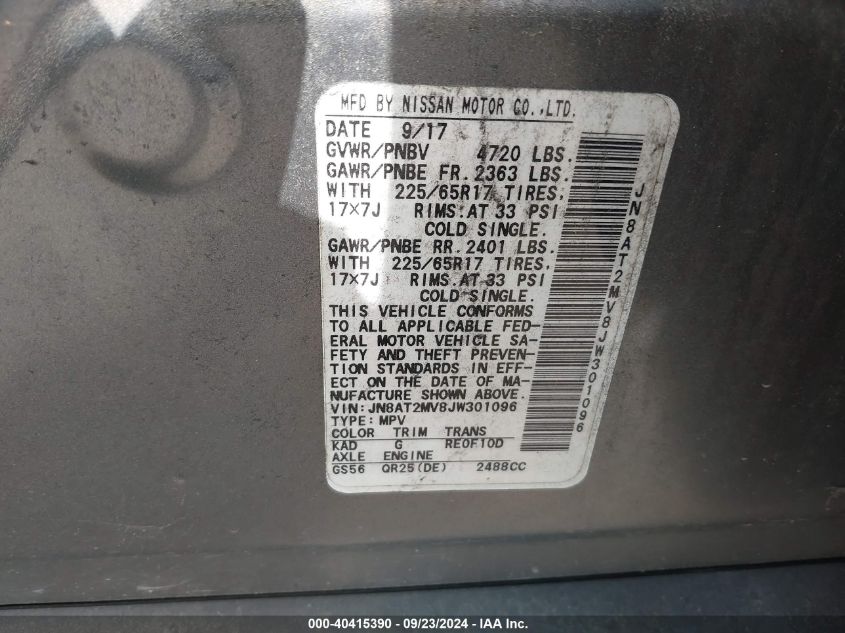 MFD BY NISSAN MOTOR CO.,LTD.
DATE 9/17
GVWR/PNBV 4720 LBS.
GAWR/PNBE FR. 2363 LBS.
WITH 225/65R17 TIRES.
17×7J RIMS.AT 33 PSI
COLD SINGLE.
GAWR/PNBE RR. 2401 LBS.
WITH 225/65R17 TIRES.
17×7J RIMS.AT 33 PSI
COLD SINGLE.
THIS VEHICLE CONFORMS
TO ALL APPLICABLE FED-
ERAL MOTOR VEHICLE SA-
FETY AND THEFT PREVEN-
TION STANDARDS IN EFF-
ECT ON THE DATE OF MA-
NUFACTURE SHOWN ABOVE.
VIN:JN8AT2MV8JW301096
TYPE:MPV
COLOR TRIM TRANS
KAD G RE0F10D
AXLE ENGINE
GS56 QR25(DE) 2488CC
JN8AT2MV8JW301096
000-40415390 - 09/23/2024 - IAA Inc.